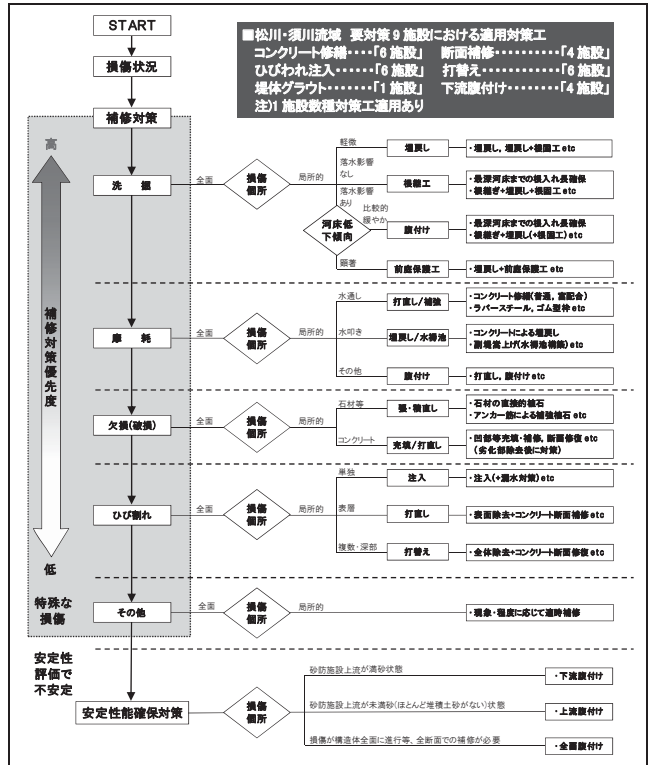 START
■松川・須川流域　要対策９施設における適用対策工
コンクリート修繕････｢6 施設｣　断面補修･･････････｢4 施設｣
ひびわれ注入･･････｢6 施設｣　打替え････････････｢6 施設｣
堤体グラウト･･･････｢1 施設｣　下流腹付け････････｢4 施設｣
注)1 施設数種対策工適用あり
損傷状況
補修対策
高
補修対策優先度
低
特殊な
損傷
洗　掘
全面
損傷
個所
局所的
軽微
埋戻し
・埋戻し, 埋戻し+根固工 etc
落水影響
なし
根継工
・最深河床までの根入れ長確保
・根継ぎ+埋戻し+根固工 etc
落水影響
あり
河床低
下傾向
比較的
緩やか
腹付け
・最深河床までの根入れ長確保
・根継ぎ+埋戻し(+根固工) etc
顕著
前庭保護工
・埋戻し+前庭保護工 etc
摩　耗
全面
損傷
個所
局所的
水通し
打直し/補強
・コンクリート修繕(普通, 富配合)
・ラバースチール, ゴム型枠 etc
水叩き
埋戻し/水褥池
・コンクリートによる埋戻し
・副堤嵩上げ(水褥池構築) etc
その他
腹付け
・打直し, 腹付け etc
欠損(破損)
全面
損傷
個所
局所的
石材等
張・積直し
・石材の直接的植石
・アンカー筋による補強植石 etc
コンクリート
充填/打直し
・凹部等充填・補修, 断面修復 etc
(劣化部除去後に対策)
ひび割れ
全面
損傷
個所
局所的
単独
注入
・注入(+漏水対策) etc
表層
打直し
・表面除去+コンクリート断面補修 etc
複数・深部
打替え
・全体除去+コンクリート断面修復 etc
その他
全面
損傷
個所
局所的
・現象・程度に応じて適時補修
安定性
評価で
不安定
安定性能確保対策
損傷
個所
砂防施設上流が満砂状態
・下流腹付け
砂防施設上流が未満砂(ほとんど堆積土砂がない)状態
・上流腹付け
損傷が構造体全面に進行等、全断面での補修が必要
・全面腹付け